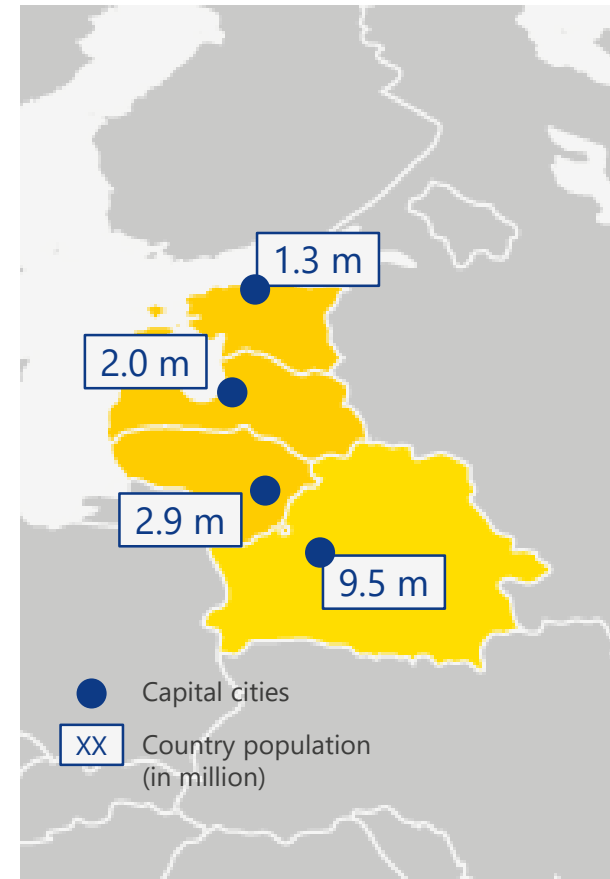 1.3 m
2.0 m
2.9 m
9.5 m
Capital cities
XX Country population
(in million)